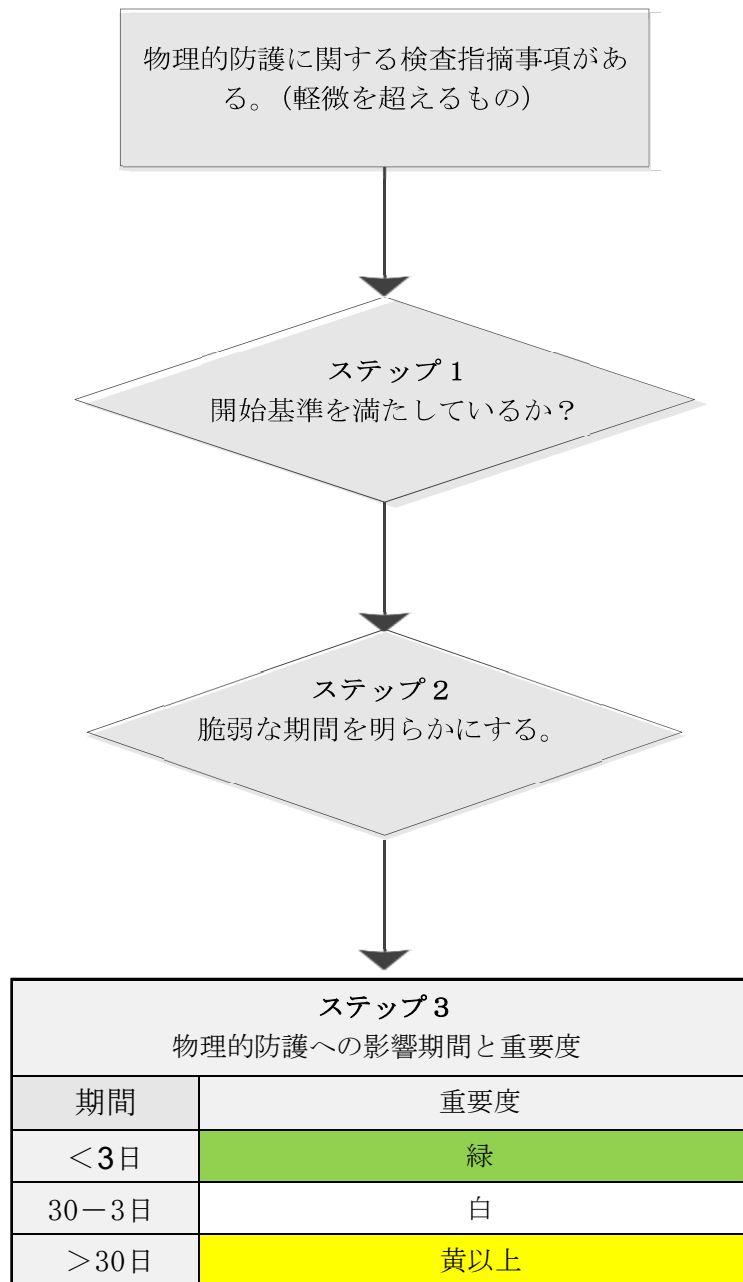 物理的防護に関する検査指摘事項があ
る。（軽微を超えるもの）
ステップ１
開始基準を満たしているか？
ステップ２
脆弱な期間を明らかにする。
ステップ３
物理的防護への影響期間と重要度
期間 重要度
＜3日 緑
30－3日 白
＞30日 黄以上